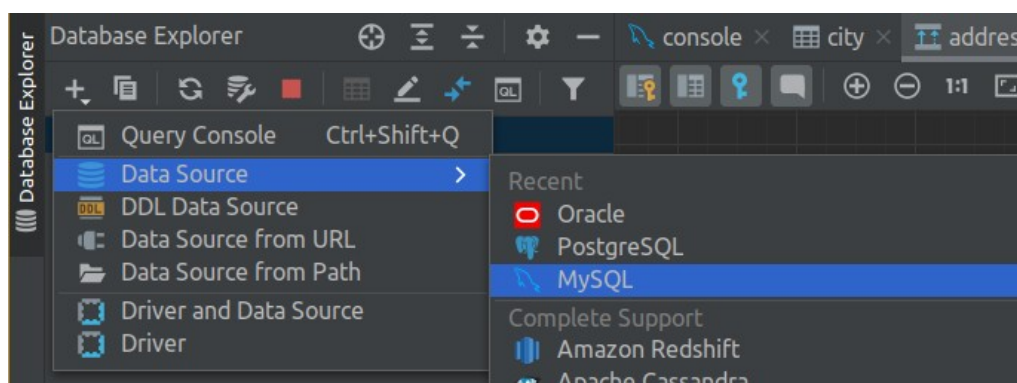 Database Explorer
Database Explorer
console
city
addres
QL
1:1
QL Query Console Ctrl+Shift+Q
Data Source
DDL DDL Data Source
Data Source from URL
Data Source from Path
Driver and Data Source
Driver
Recent
Oracle
PostgreSQL
MySQL
Complete Support
Amazon Redshift
Apache Cassandra